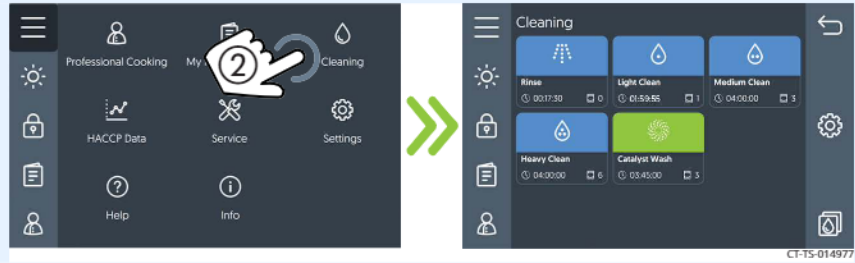 Professional Cooking
My
2
Cleaning
HACCP Data
Service
Settings
Help
Info
Cleaning
Rinse
00:17:30 0
Light Clean
01:59:55 1
Medium Clean
04:00:00 3
Heavy Clean
04:00:00 6
Catalyst Wash
03:45:00 3
CT-TS-014977